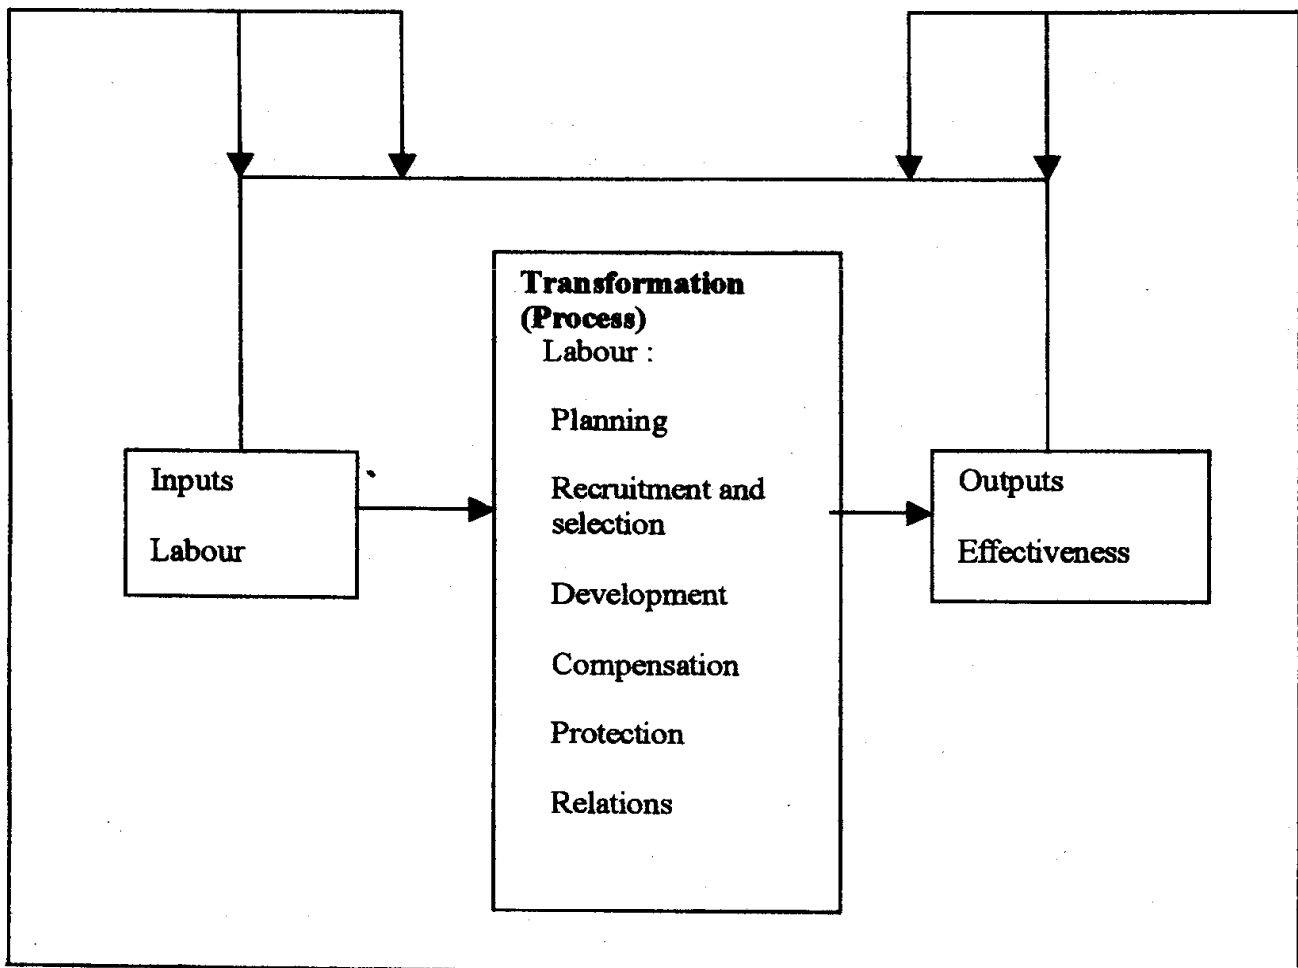 Transformation
(Process)
Labour :
Planning
Recruitment and
selection
Development
Compensation
Protection
Relations
Inputs
Labour
Outputs
Effectiveness